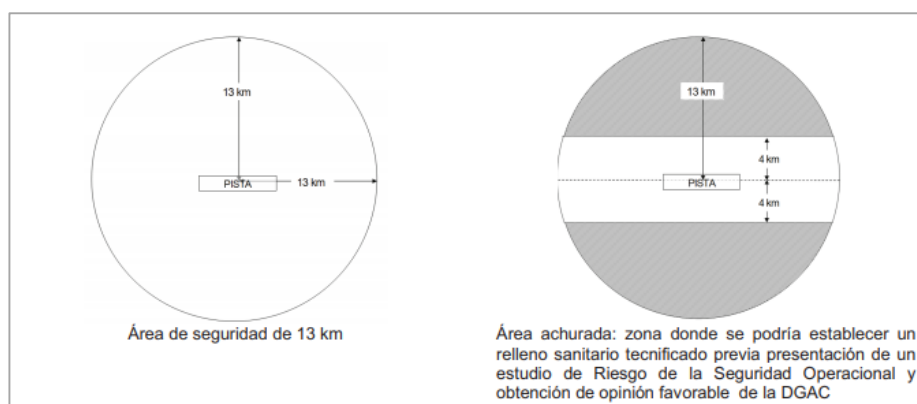 13 km
PISTA
13 km
Área de seguridad de 13 km
13 km
4 km
PISTA
4 km
Área achurada: zona donde se podría establecer un
relleno sanitario tecnificado previa presentación de un
estudio de Riesgo de la Seguridad Operacional y
obtención de opinión favorable de la DGAC